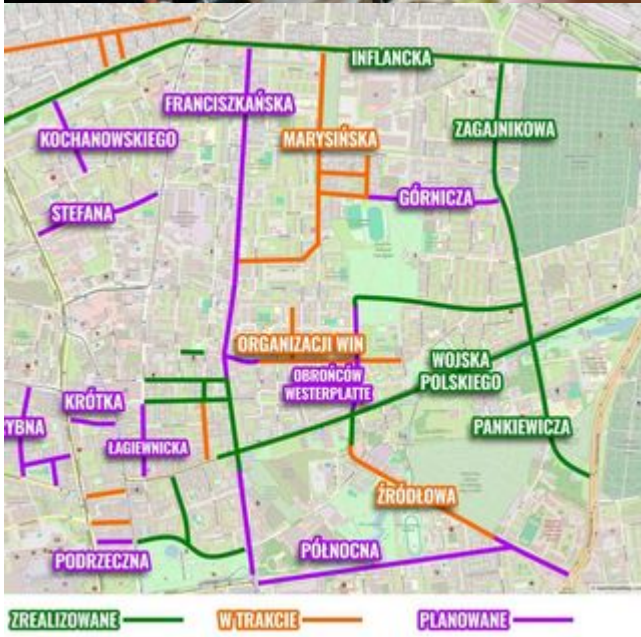 INFLANCKA
FRANCISZKAŃSKA
KOCHANOWSKIEGO
MARYSIŃSKA
ZAGAJNIKOWA
GÓRNICZA
STEFANA
ORGANIZACJI WIN
OBROŃCÓW
WESTERPLATTE
WOJSKA
POLSKIEGO
KRÓTKA
YBNA
ŁAGIEWNICKA
PANKIEWICZA
ŹRÓDŁOWA
PÓŁNOCNA
PODRZECZNA
ZREALIZOWANE
W TRAKCIE
PLANOWANE